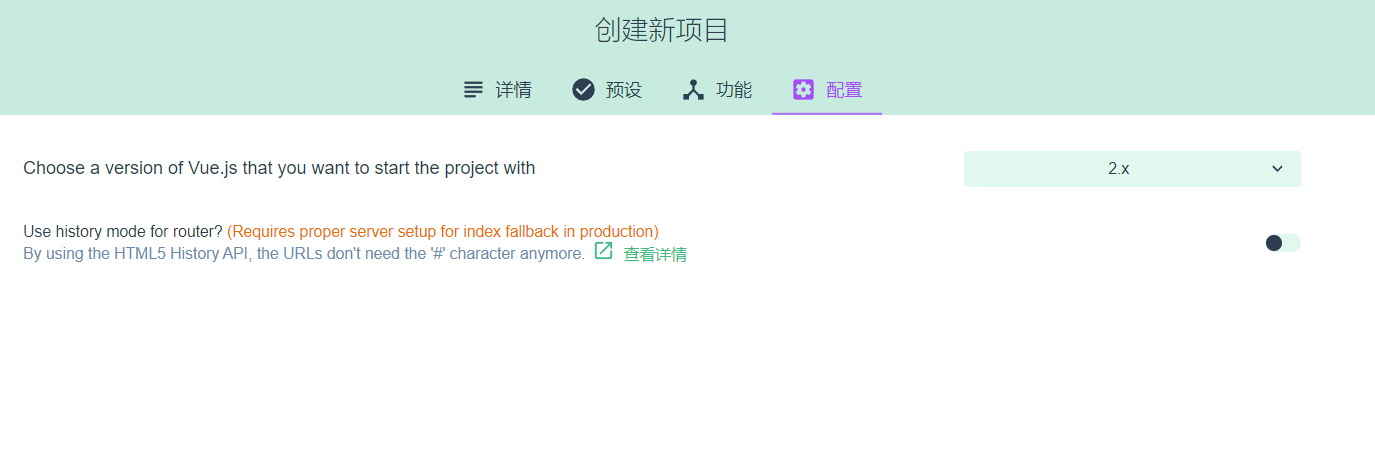 创建新项目
详情 预设 功能 配置
Choose a version of Vue.js that you want to start the project with 2.x
Use history mode for router? (Requires proper server setup for index fallback in production)
By using the HTML5 History API, the URLs don't need the '#' character anymore. 查看详情